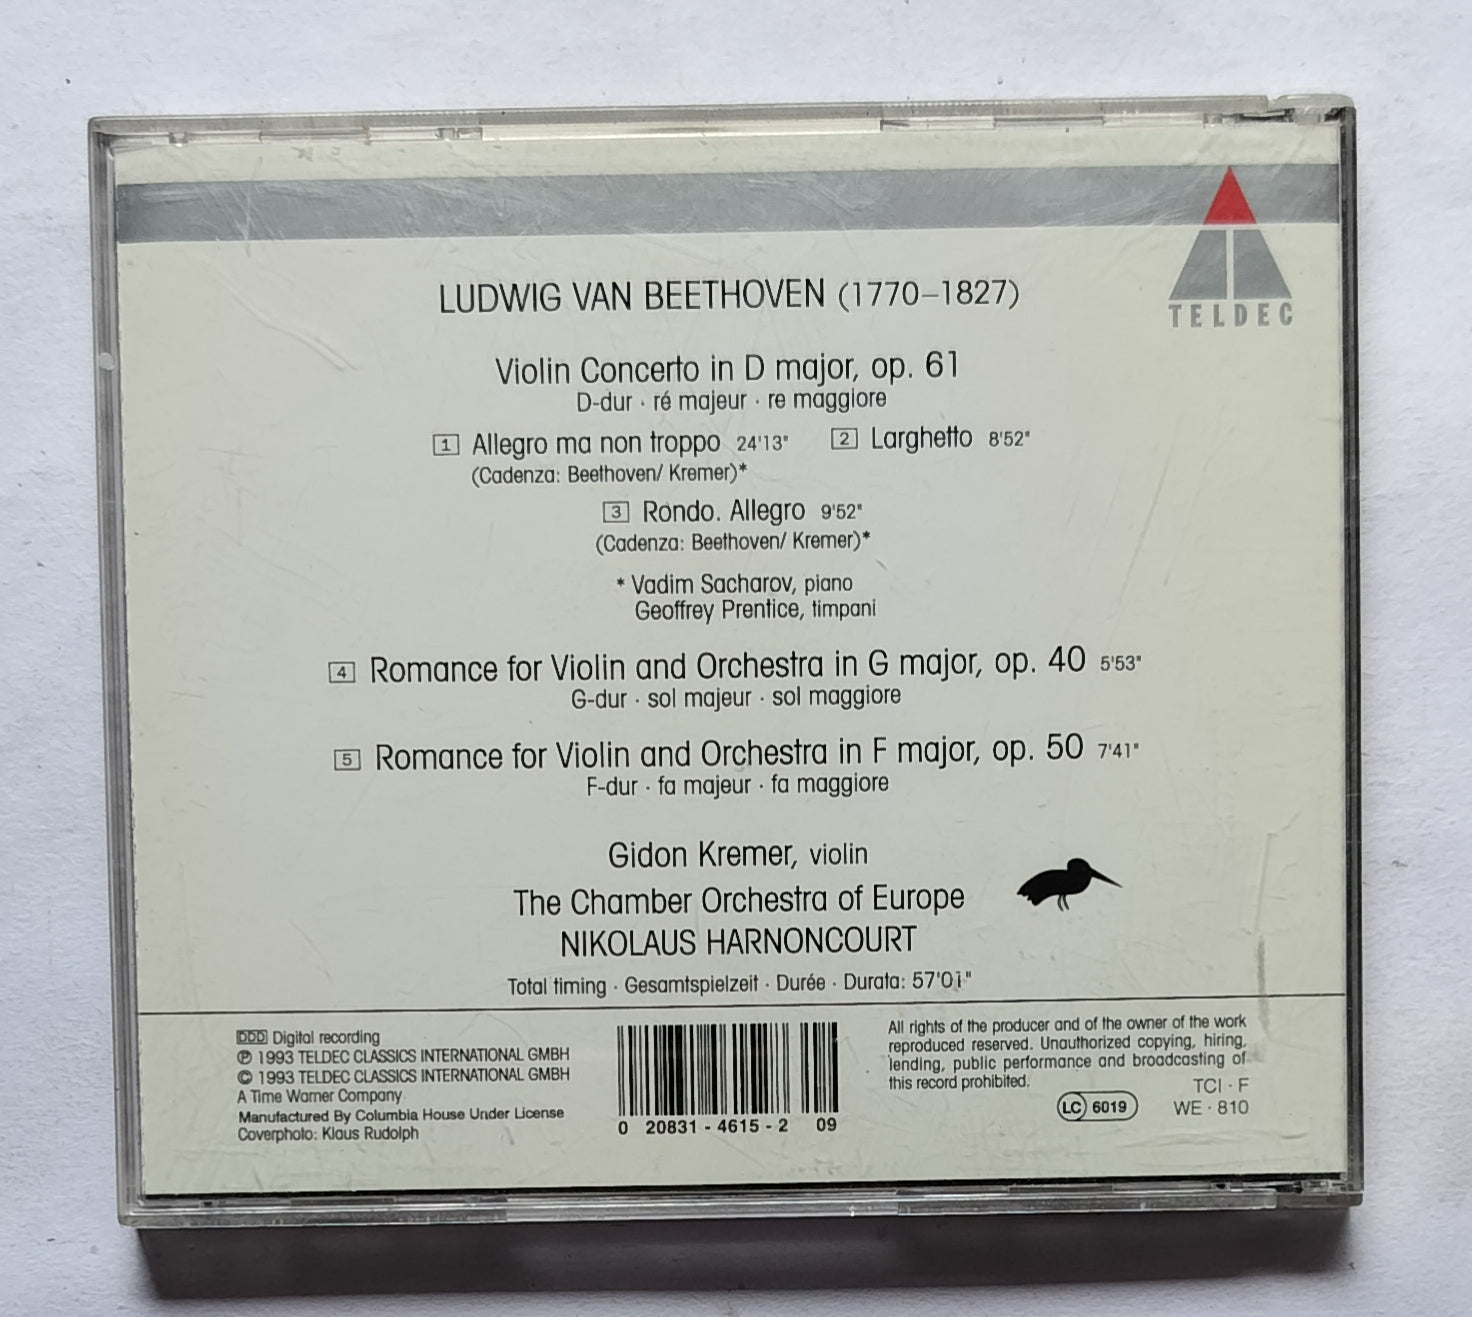 TELDEC
LUDWIG VAN BEETHOVEN (1770–1827)
Violin Concerto in D major, op. 61
D-dur · ré majeur · re maggiore
1 Allegro ma non troppo 24'13" 2 Larghetto 8'52"
(Cadenza: Beethoven/ Kremer)*
3 Rondo. Allegro 9'52"
(Cadenza: Beethoven/ Kremer)*
* Vadim Sacharov, piano
Geoffrey Prentice, timpani
4 Romance for Violin and Orchestra in G major, op. 40 5'53"
G-dur · sol majeur · sol maggiore
5 Romance for Violin and Orchestra in F major, op. 50 7'41"
F-dur · fa majeur · fa maggiore
Gidon Kremer, violin
The Chamber Orchestra of Europe
NIKOLAUS HARNONCOURT
Total timing · Gesamtspielzeit · Durée · Durata: 57'01"
DDD Digital recording
℗ 1993 TELDEC CLASSICS INTERNATIONAL GMBH
© 1993 TELDEC CLASSICS INTERNATIONAL GMBH
A Time Warner Company
Manufactured By Columbia House Under License
Coverphoto: Klaus Rudolph
0 20831 - 4615 - 2 09
All rights of the producer and of the owner of the work
reproduced reserved. Unauthorized copying, hiring,
lending, public performance and broadcasting of
this record prohibited.
TCI · F
LC 6019 WE · 810